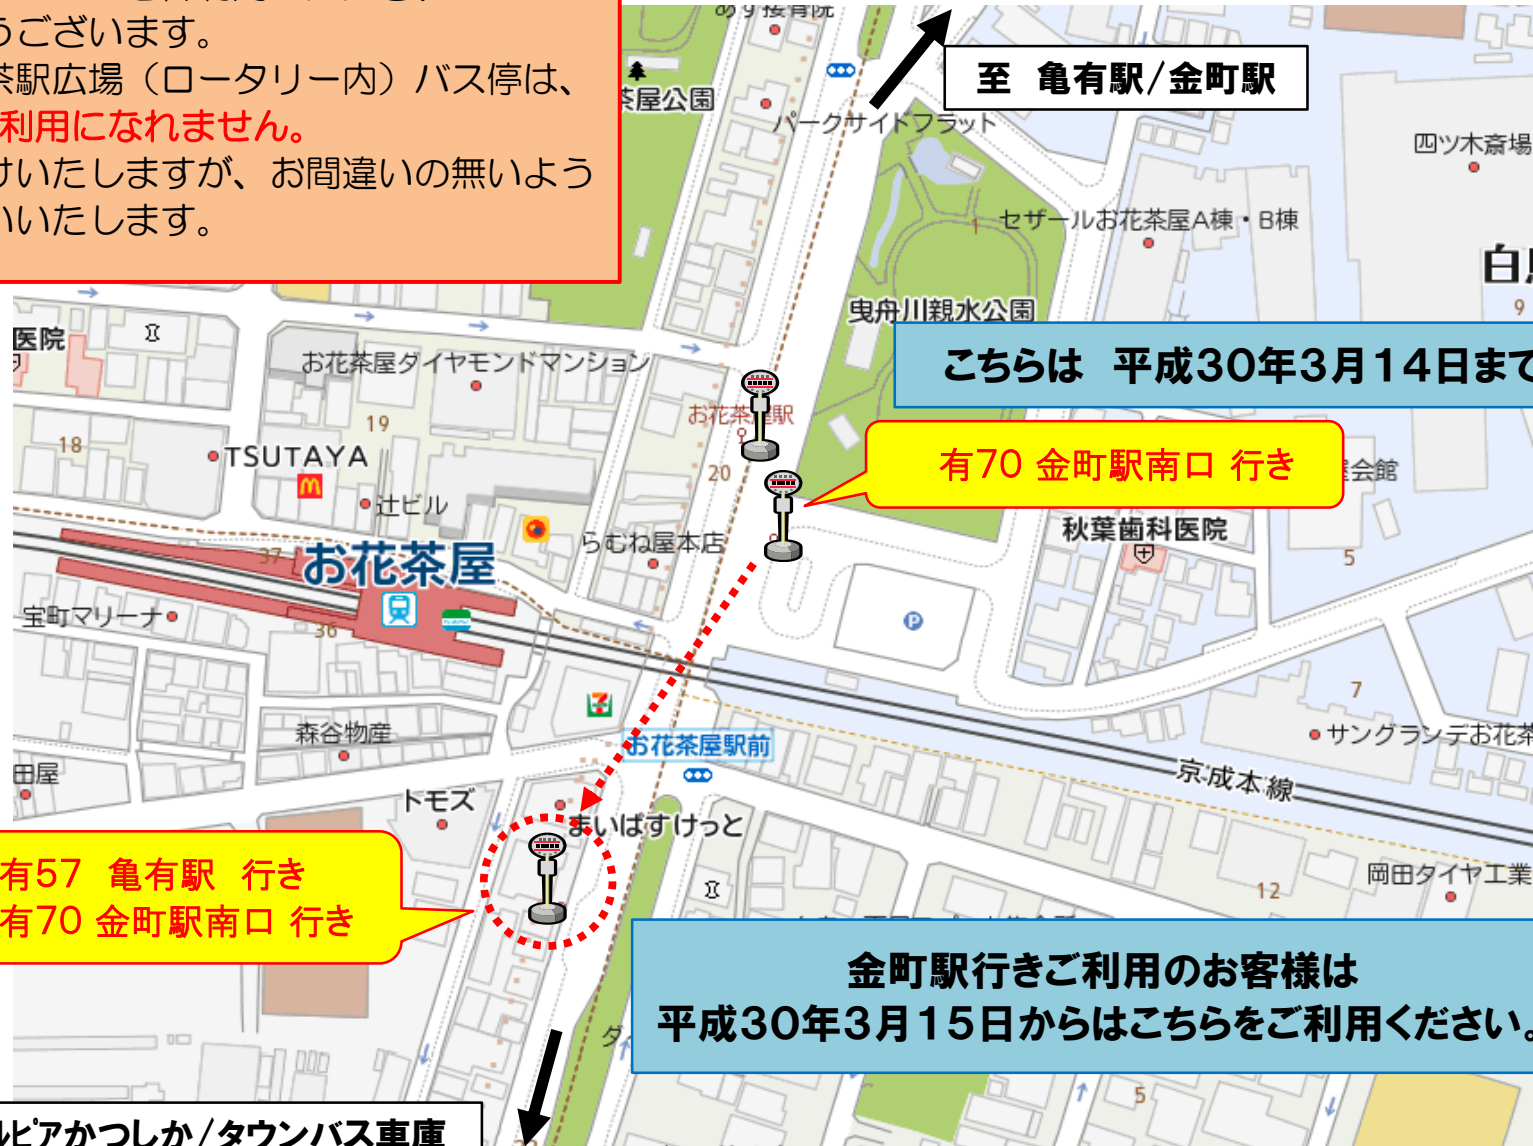 うございます。
茶駅広場（ロータリー内）バス停は、
利用になれません。
けいたしますが、お間違いの無いよう
いいたします。
至　亀有駅/金町駅
茶屋公園
パークサイドフラット
四ツ木斎場
セザールお花茶屋A棟・B棟
1
曳舟川親水公園
9
医院
お花茶屋ダイヤモンドマンション
こちらは　平成30年3月14日まで
お花茶屋駅
19
18
TSUTAYA
20
有70 金町駅南口 行き
会館
辻ビル
らむね屋本店
秋葉歯科医院
5
37
お花茶屋
宝町マリーナ
36
P
7
森谷物産
お花茶屋駅前
サングランデお花茶
田屋
京成本線
トモズ
まいばすけっと
有57　亀有駅　行き
有70 金町駅南口 行き
12
岡田タイヤ工業
金町駅行きご利用のお客様は
平成30年3月15日からはこちらをご利用ください。
5
ルピアかつしか/タウンバス車庫